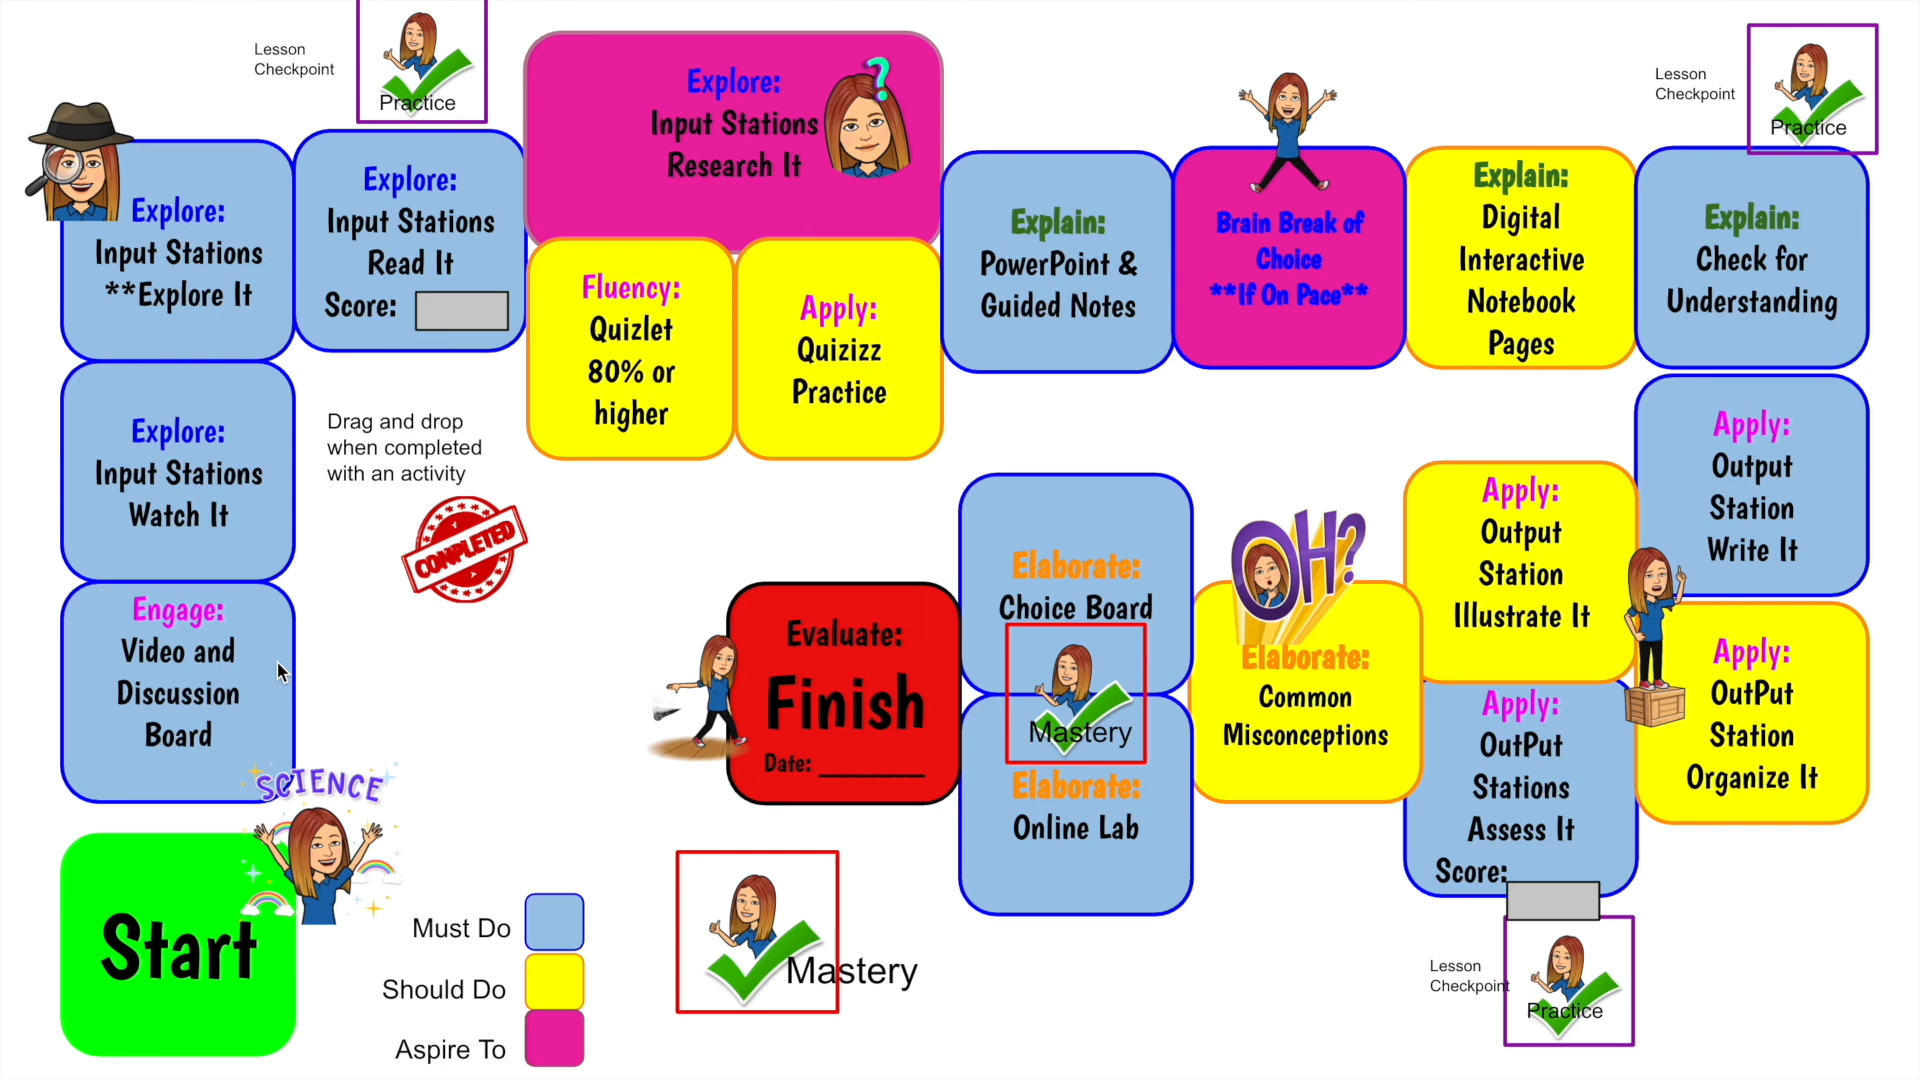 Lesson
Checkpoint
Practice
Explore:
Input Stations
Research It
?
Lesson
Checkpoint
Practice
Explore:
Input Stations
**Explore It
Explore:
Input Stations
Read It
Score:
Fluency:
Quizlet
80% or
higher
Apply:
Quizizz
Practice
Explain:
PowerPoint &
Guided Notes
Brain Break of
Choice
**If On Pace**
Explain:
Digital
Interactive
Notebook
Pages
Explain:
Check for
Understanding
Explore:
Input Stations
Watch It
Drag and drop
when completed
with an activity
COMPLETED
Apply:
Output
Station
Write It
Apply:
Output
Station
Illustrate It
OH?
Engage:
Video and
Discussion
Board
Evaluate:
Finish
Date: __________
Elaborate:
Choice Board
Mastery
Elaborate:
Online Lab
Elaborate:
Common
Misconceptions
Apply:
OutPut
Stations
Assess It
Score:
Apply:
OutPut
Station
Organize It
SCIENCE
Start
Must Do
Should Do
Aspire To
Mastery
Lesson
Checkpoint
Practice